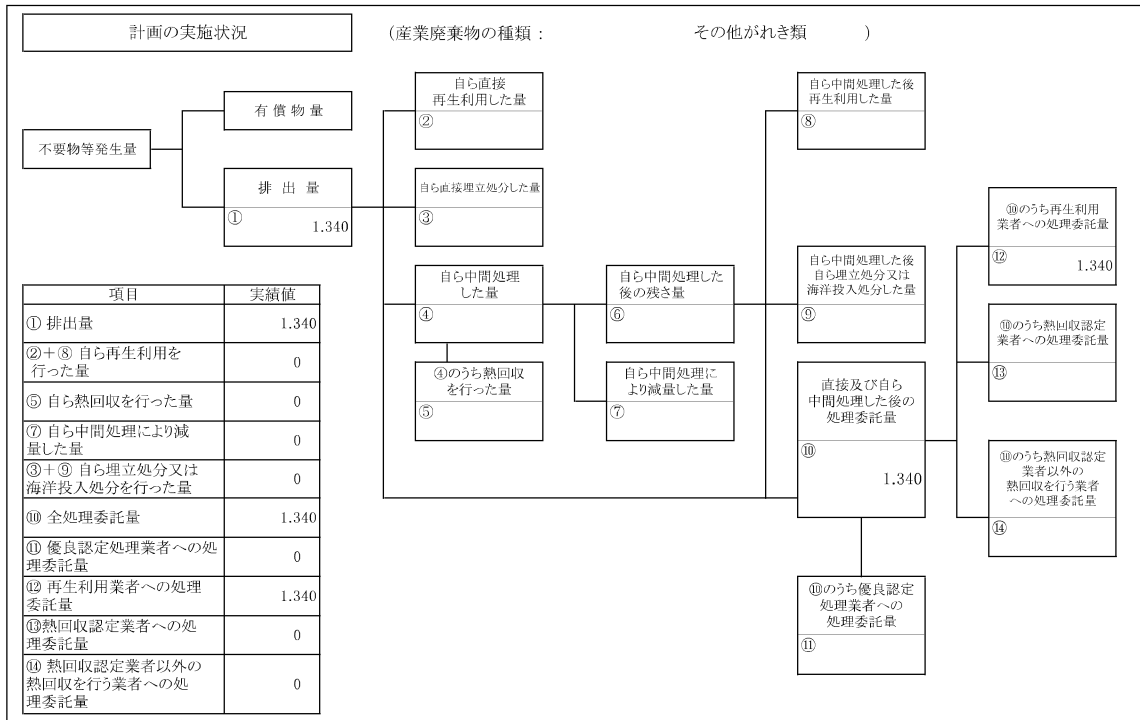 計画の実施状況
(産業廃棄物の種類： その他がれき類 )
不要物等発生量
有償物量
排出量
① 1.340
自ら直接
再生利用した量
②
自ら直接埋立処分した量
③
自ら中間処理
した量
④
④のうち熱回収
を行った量
⑤
自ら中間処理した
後の残さ量
⑥
自ら中間処理に
より減量した量
⑦
自ら中間処理した後
再生利用した量
⑧
自ら中間処理した後
自ら埋立処分又は
海洋投入処分した量
⑨
直接及び自ら
中間処理した後の
処理委託量
⑩
1.340
⑩のうち優良認定
処理業者への
処理委託量
⑪
⑩のうち再生利用
業者への処理委託量
⑫ 1.340
⑩のうち熱回収認定
業者への処理委託量
⑬
⑩のうち熱回収認定
業者以外の
熱回収を行う業者
への処理委託量
⑭
項目 実績値
① 排出量 1.340
②＋⑧ 自ら再生利用を
行った量 0
⑤ 自ら熱回収を行った量 0
⑦ 自ら中間処理により減
量した量 0
③＋⑨ 自ら埋立処分又は
海洋投入処分を行った量 0
⑩ 全処理委託量 1.340
⑪ 優良認定処理業者への処
理委託量 0
⑫ 再生利用業者への処理
委託量 1.340
⑬熱回収認定業者への処
理委託量 0
⑭ 熱回収認定業者以外の
熱回収を行う業者への処
理委託量 0